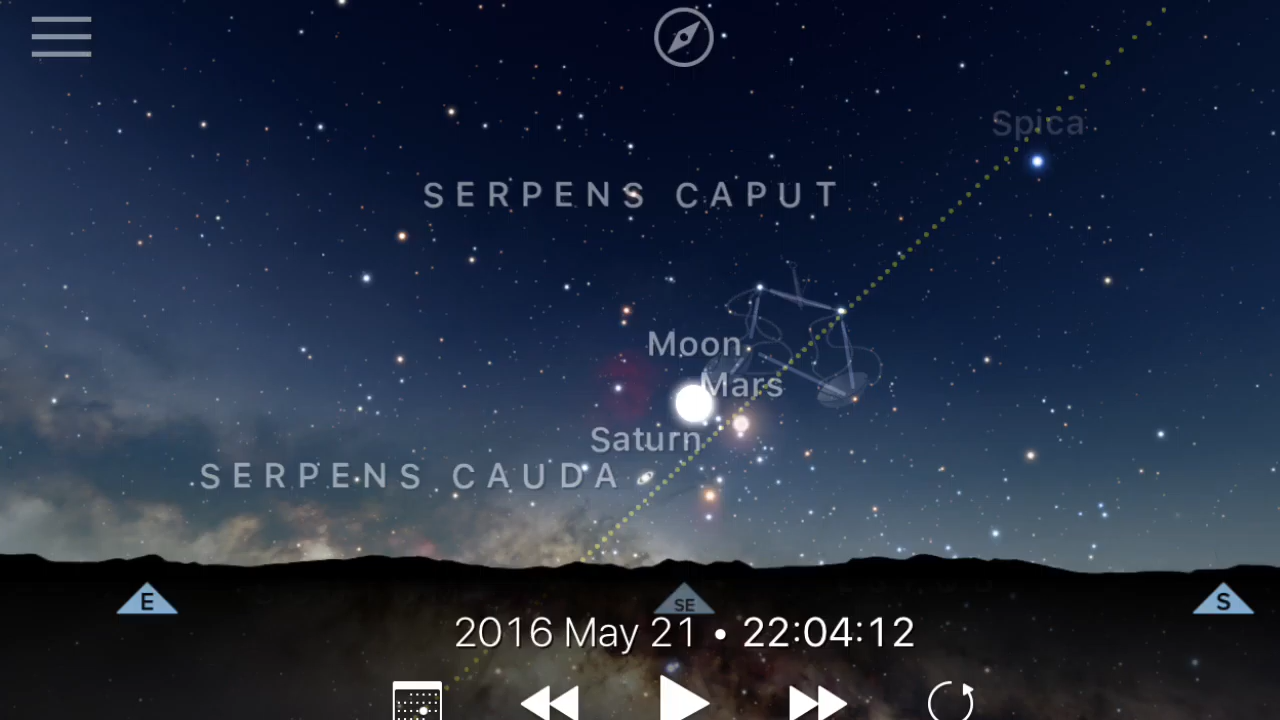 Spica
SERPENS CAPUT
Moon
Mars
Saturn
SERPENS CAUDA
E
SE
S
2016 May 21 • 22:04:12